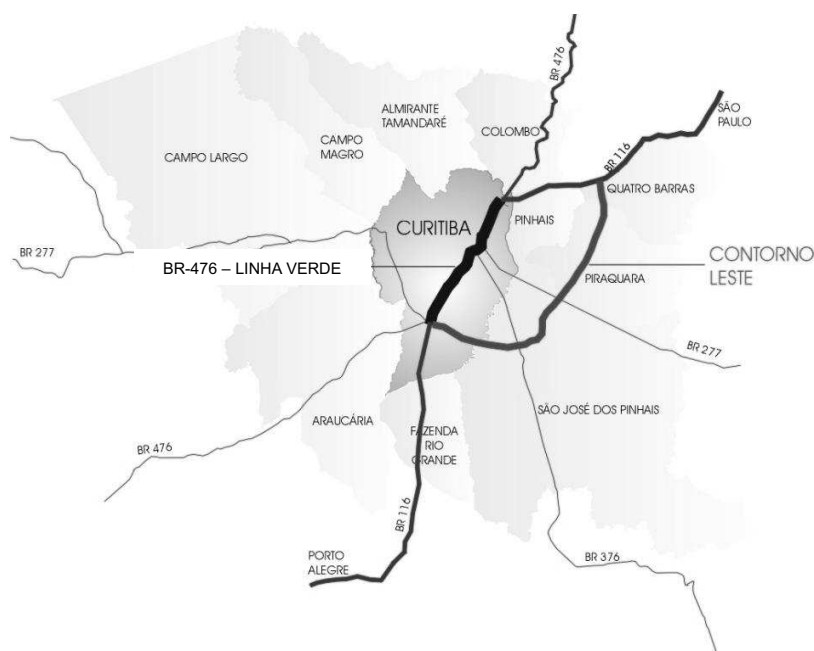 BR 476
SÃO
PAULO
ALMIRANTE
TAMANDARÉ
COLOMBO
BR 116
CAMPO
MAGRO
CAMPO LARGO
QUATRO BARRAS
CURITIBA
PINHAIS
BR 277
BR-476 – LINHA VERDE
CONTORNO
LESTE
PIRAQUARA
BR 277
SÃO JOSÉ DOS PINHAIS
ARAUCÁRIA
FAZENDA
RIO
GRANDE
BR 476
BR 116
PORTO
ALEGRE
BR 376